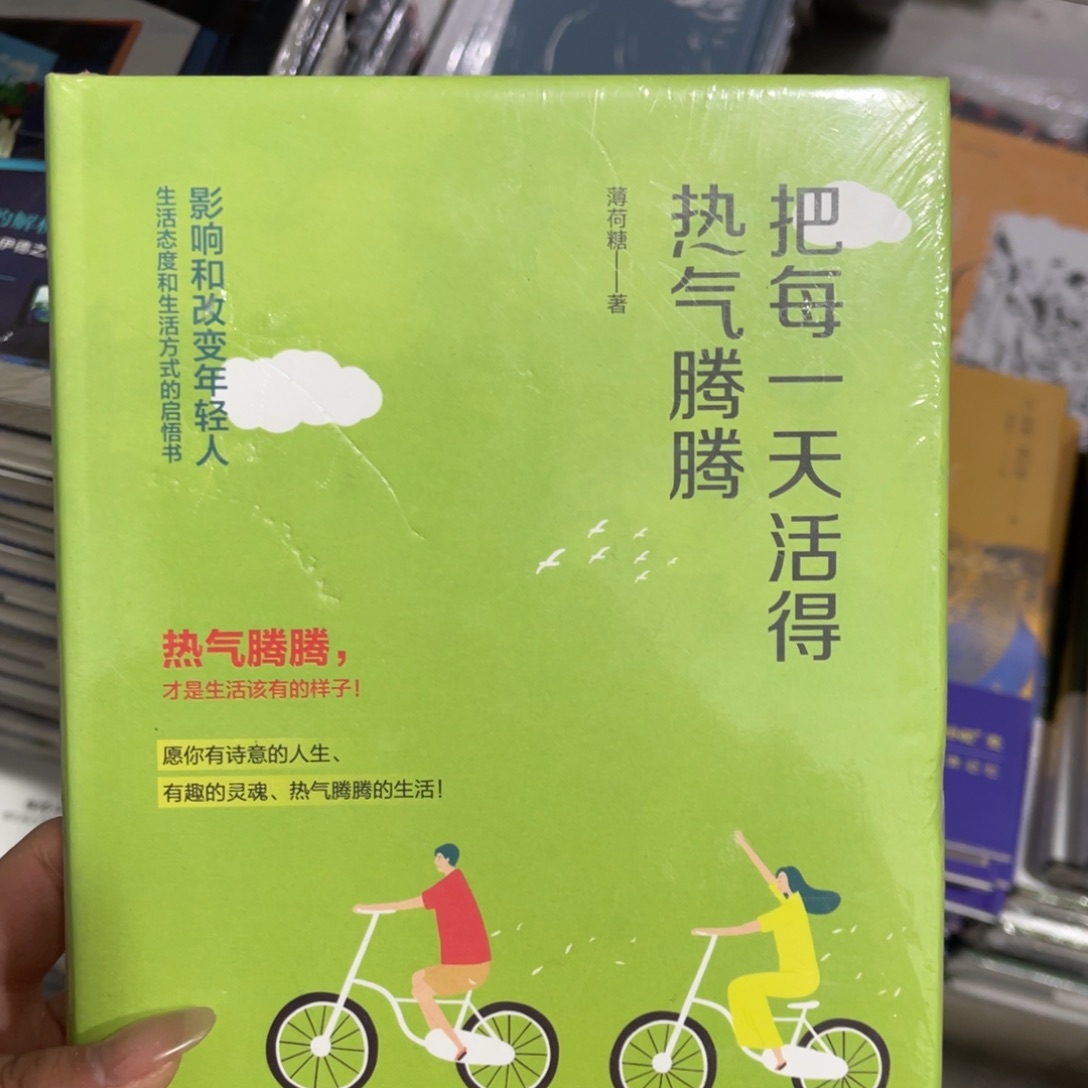 把每一天活得
热气腾腾
薄荷糖——著
影响和改变年轻人
生活态度和生活方式的启悟书
热气腾腾，
才是生活该有的样子！
愿你有诗意的人生、
有趣的灵魂、热气腾腾的生活！